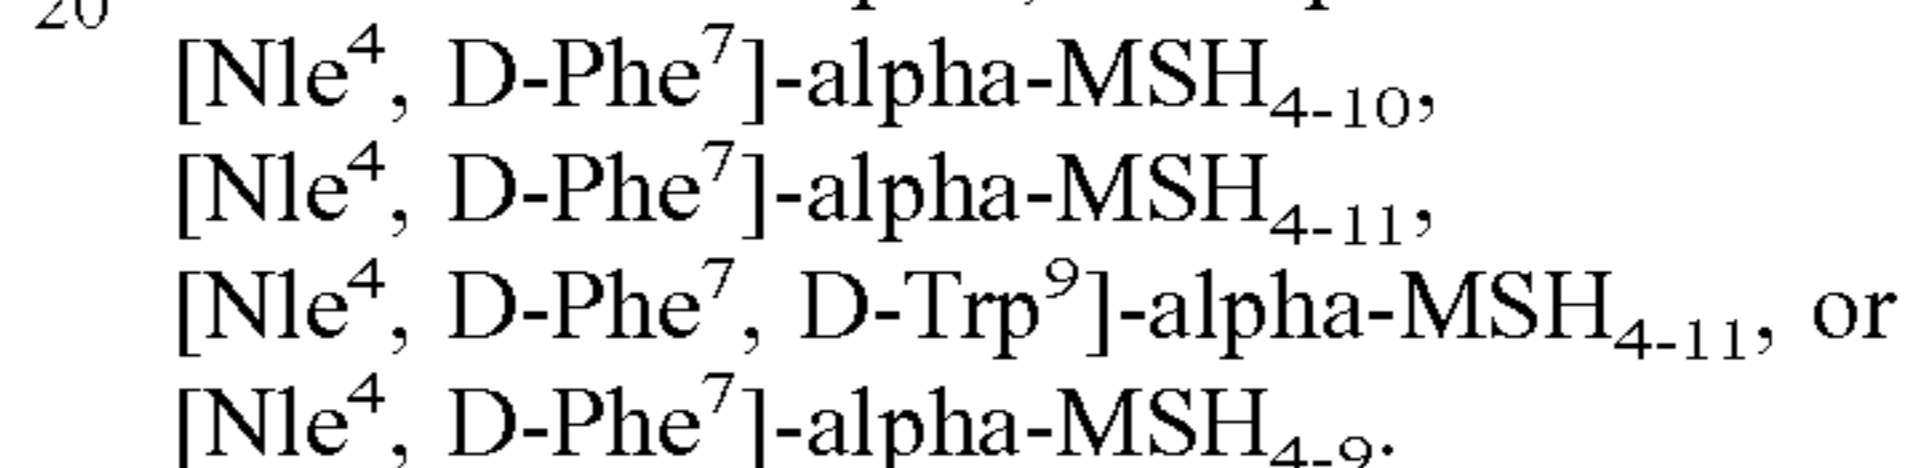 20
[Nle⁴, D-Phe⁷]-alpha-MSH₄₋₁₀,
[Nle⁴, D-Phe⁷]-alpha-MSH₄₋₁₁,
[Nle⁴, D-Phe⁷, D-Trp⁹]-alpha-MSH₄₋₁₁, or
[Nle⁴, D-Phe⁷]-alpha-MSH₄₋₉.